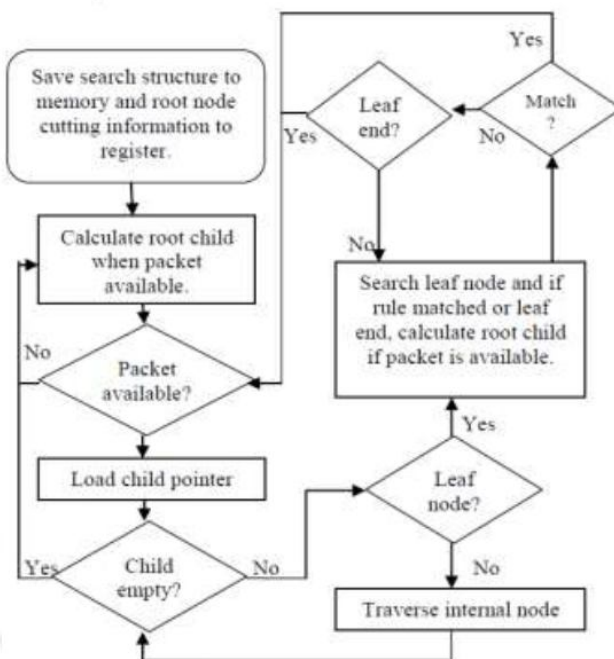 Save search structure to
memory and root node
cutting information to
register.
Calculate root child
when packet
available.
No
Packet
available?
Load child pointer
Yes
Child
empty?
No
Yes
Match
?
No
Leaf
end?
Yes
No
Search leaf node and if
rule matched or leaf
end, calculate root child
if packet is available.
Yes
Leaf
node?
No
Traverse internal node